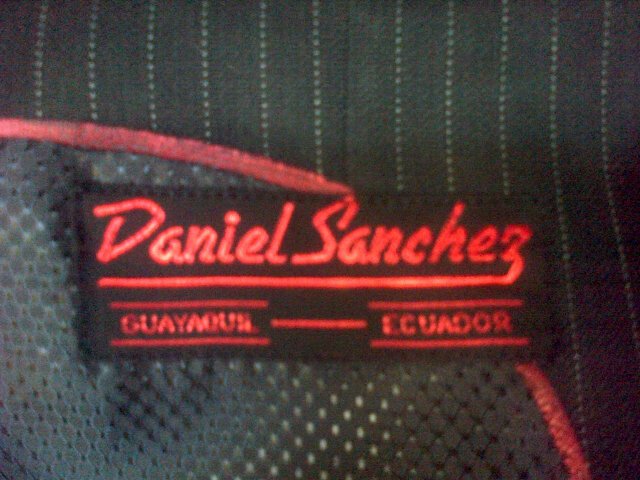 Daniel Sanchez
GUAYAQUIL — ECUADOR